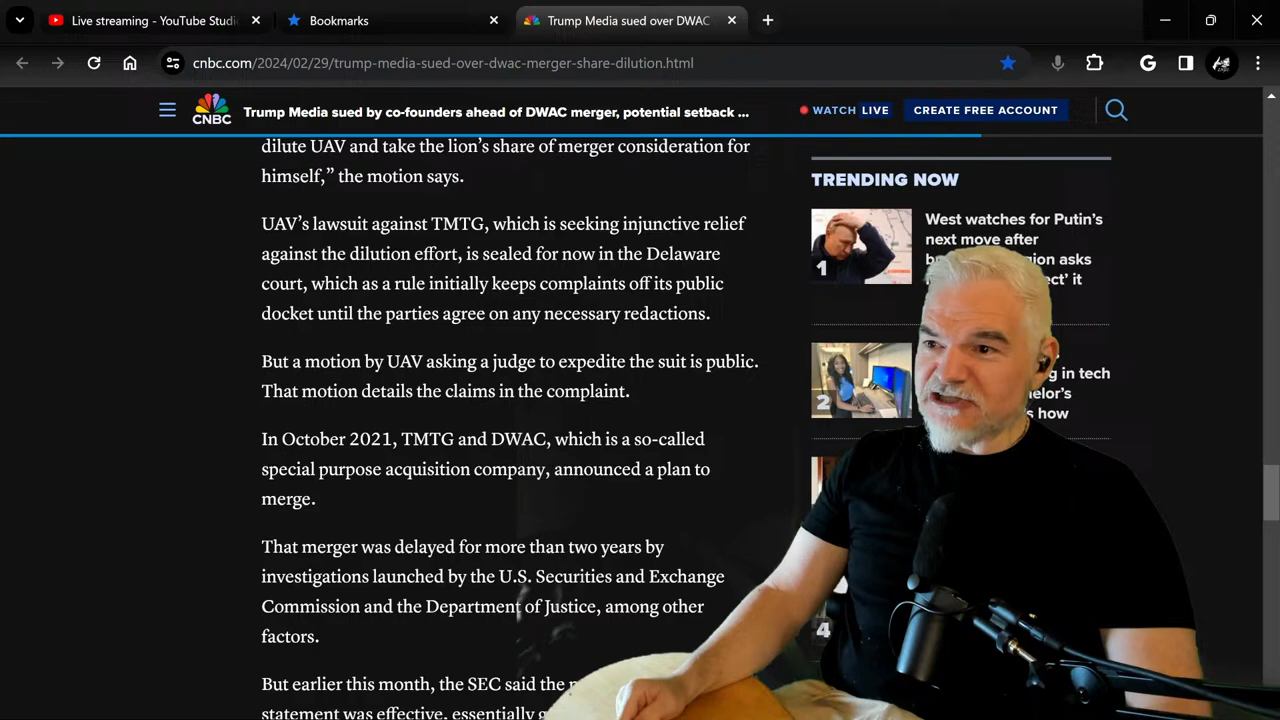 Live streaming - YouTube Studi
Bookmarks
Trump Media sued over DWAC
cnbc.com/2024/02/29/trump-media-sued-over-dwac-merger-share-dilution.html
CNBC
Trump Media sued by co-founders ahead of DWAC merger, potential setback ...
WATCH LIVE
CREATE FREE ACCOUNT
dilute UAV and take the lion's share of merger consideration for
himself,” the motion says.
UAV's lawsuit against TMTG, which is seeking injunctive relief
against the dilution effort, is sealed for now in the Delaware
court, which as a rule initially keeps complaints off its public
docket until the parties agree on any necessary redactions.
But a motion by UAV asking a judge to expedite the suit is public.
That motion details the claims in the complaint.
In October 2021, TMTG and DWAC, which is a so-called
special purpose acquisition company, announced a plan to
merge.
That merger was delayed for more than two years by
investigations launched by the U.S. Securities and Exchange
Commission and the Department of Justice, among other
factors.
But earlier this month, the SEC said the
statement was effective, essentially
TRENDING NOW
1
West watches for Putin's
next move after
asks
it
2
in tech
how
4